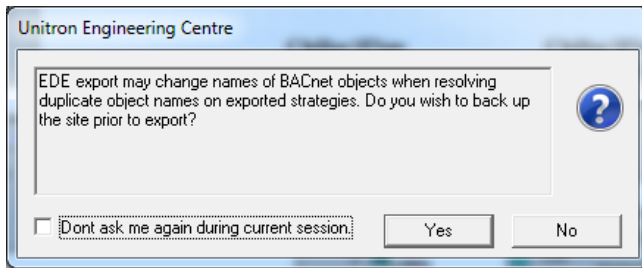 Unitron Engineering Centre
EDE export may change names of BACnet objects when resolving
duplicate object names on exported strategies. Do you wish to back up
the site prior to export?
Dont ask me again during current session.
Yes
No